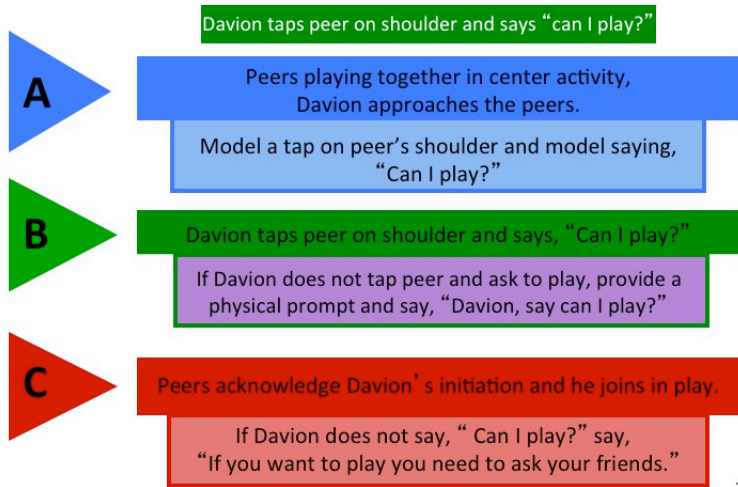 Davion taps peer on shoulder and says “can I play?”
A
Peers playing together in center activity,
Davion approaches the peers.
Model a tap on peer’s shoulder and model saying,
“Can I play?”
B
Davion taps peer on shoulder and says, “Can I play?”
If Davion does not tap peer and ask to play, provide a
physical prompt and say, “Davion, say can I play?”
C
Peers acknowledge Davion’s initiation and he joins in play.
If Davion does not say, “ Can I play?” say,
“If you want to play you need to ask your friends.”